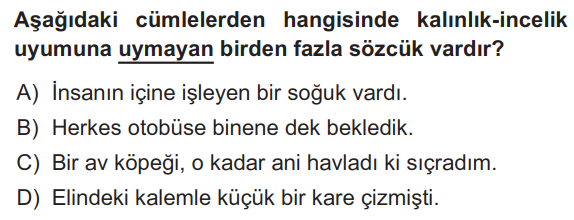 Aşağıdaki cümlelerden hangisinde kalınlık-incelik
uyumuna uymayan birden fazla sözcük vardır?
A) İnsanın içine işleyen bir soğuk vardı.
B) Herkes otobüse binene dek bekledik.
C) Bir av köpeği, o kadar ani havladı ki sıçradım.
D) Elindeki kalemle küçük bir kare çizmişti.